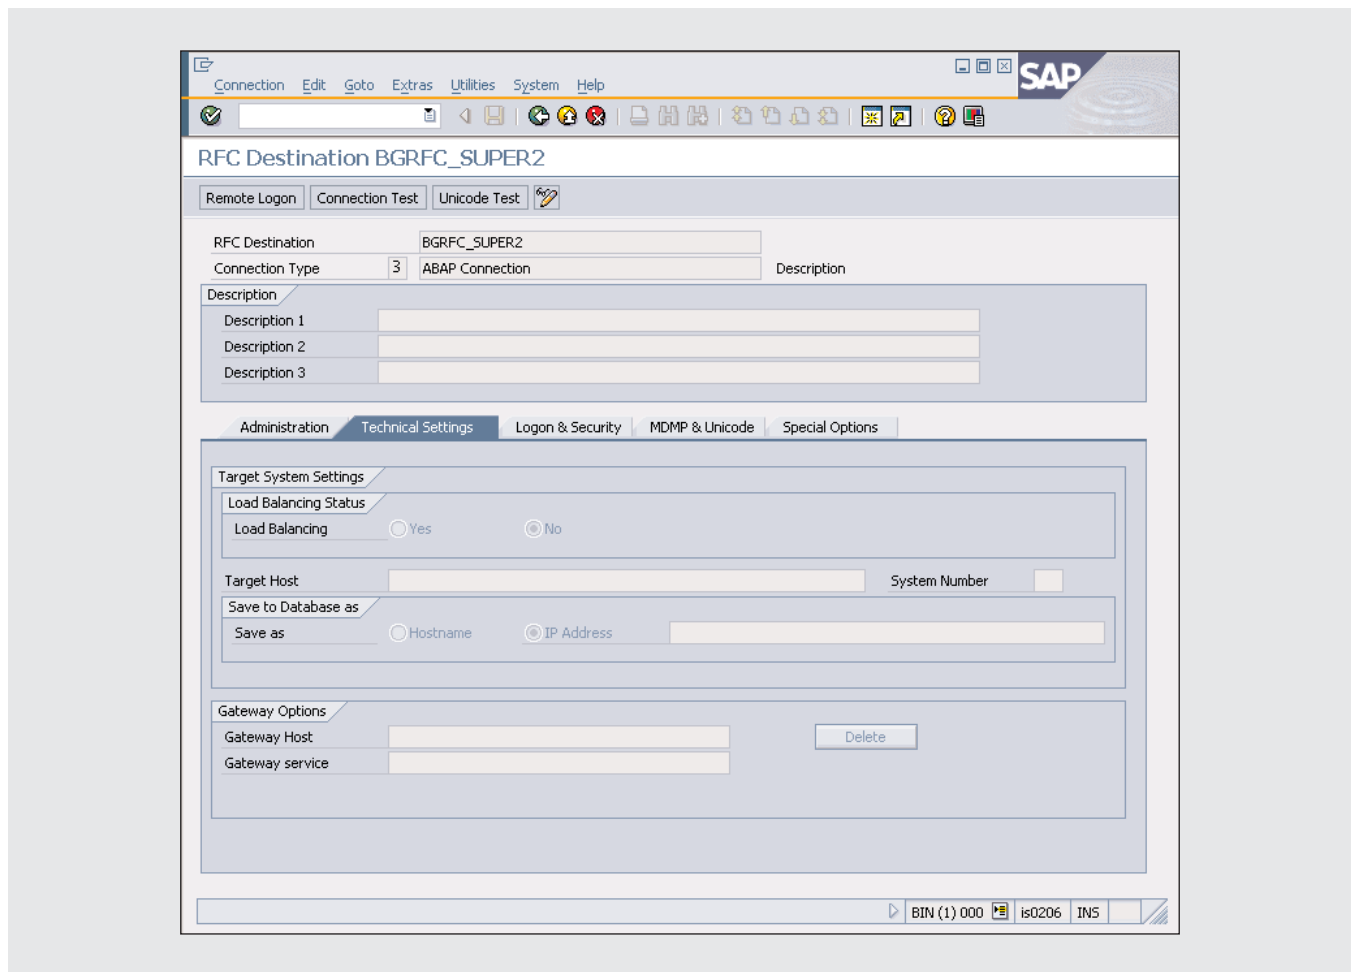 SAP
Connection Edit Goto Extras Utilities System Help
RFC Destination BGRFC_SUPER2
Remote Logon Connection Test Unicode Test
RFC Destination BGRFC_SUPER2
Connection Type 3 ABAP Connection Description
Description
Description 1
Description 2
Description 3
Administration Technical Settings Logon & Security MDMP & Unicode Special Options
Target System Settings
Load Balancing Status
Load Balancing Yes No
Target Host System Number
Save to Database as
Save as Hostname IP Address
Gateway Options
Gateway Host Delete
Gateway service
BIN (1) 000 is0206 INS